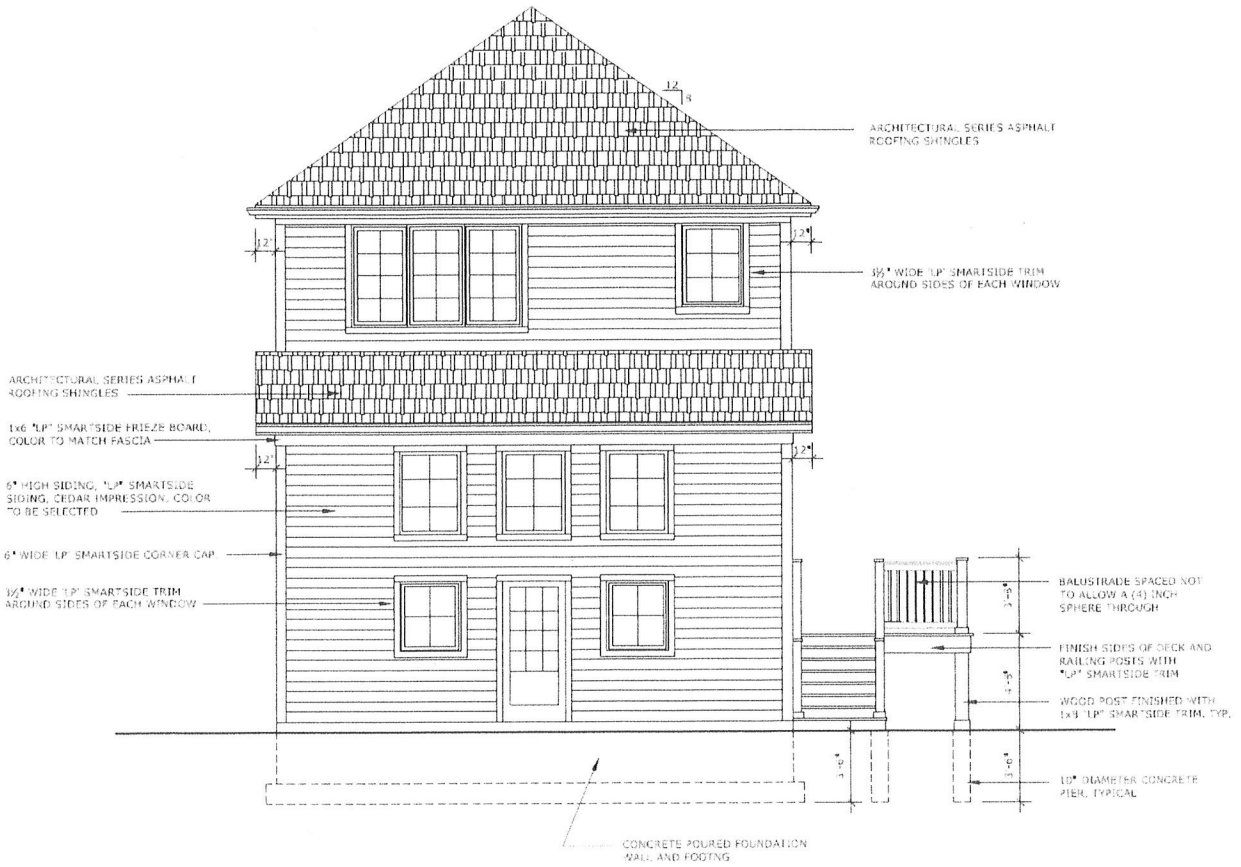 12
8
ARCHITECTURAL SERIES ASPHALT
ROOFING SHINGLES
12"
12"
3½" WIDE "LP" SMARTSIDE TRIM
AROUND SIDES OF EACH WINDOW
ARCHITECTURAL SERIES ASPHALT
ROOFING SHINGLES
1x6 "LP" SMARTSIDE FRIEZE BOARD,
COLOR TO MATCH FASCIA
12"
12"
6" HIGH SIDING, "LP" SMARTSIDE
SIDING, CEDAR IMPRESSION, COLOR
TO BE SELECTED
6" WIDE "LP" SMARTSIDE CORNER CAP
3½" WIDE "LP" SMARTSIDE TRIM
AROUND SIDES OF EACH WINDOW
BALUSTRADE SPACED NOT
TO ALLOW A (4) INCH
SPHERE THROUGH
FINISH SIDES OF DECK AND
RAILING POSTS WITH
"LP" SMARTSIDE TRIM
WOOD POST FINISHED WITH
1x8 "LP" SMARTSIDE TRIM, TYP.
10" DIAMETER CONCRETE
PIER, TYPICAL
CONCRETE POURED FOUNDATION
WALL AND FOOTNG